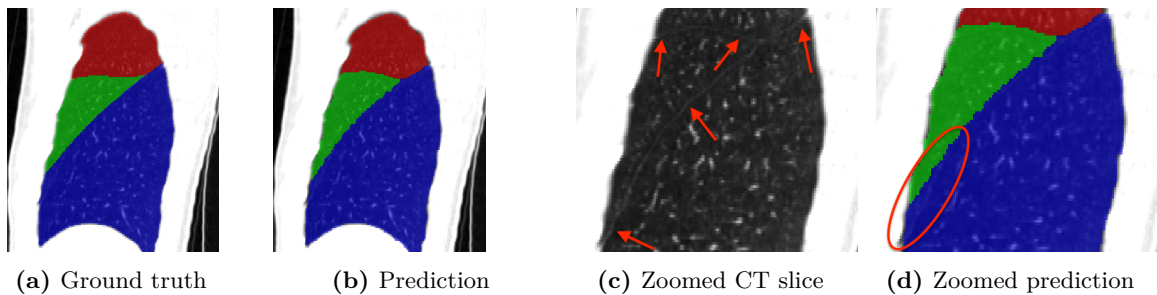 (a) Ground truth
(b) Prediction
(c) Zoomed CT slice
(d) Zoomed prediction